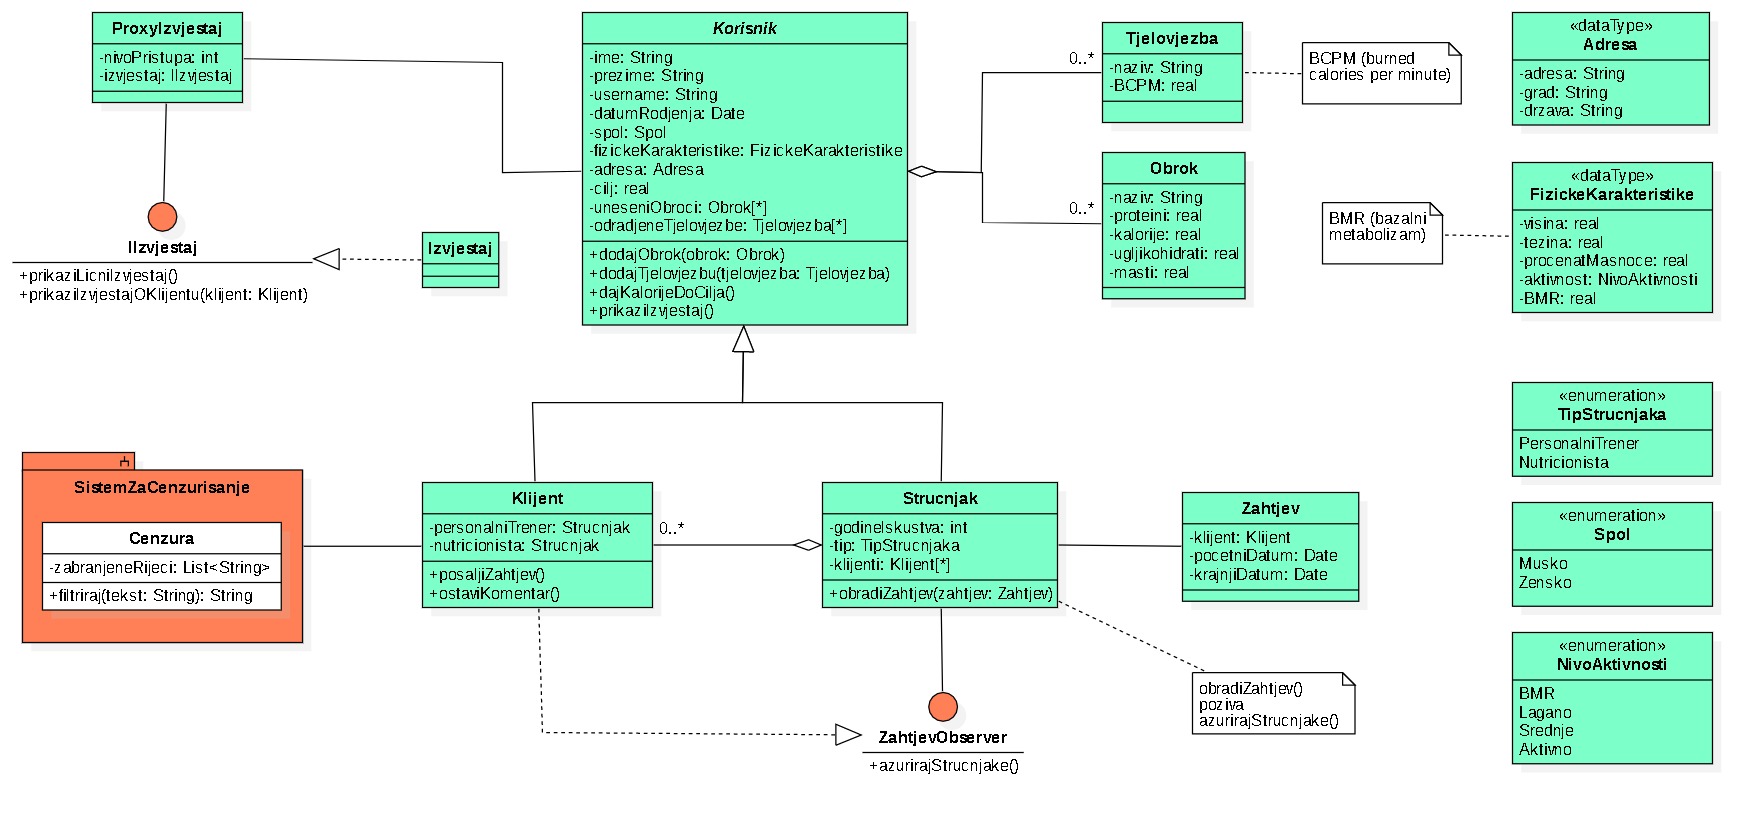 ProxyIzvjestaj
-nivoPristupa: int
-izvjestaj: IIzvjestaj
IIzvjestaj
+prikaziLicniIzvjestaj()
+prikaziIzvjestajOKlijentu(klijent: Klijent)
Izvjestaj
Korisnik
-ime: String
-prezime: String
-username: String
-datumRodjenja: Date
-spol: Spol
-fizickeKarakteristike: FizickeKarakteristike
-adresa: Adresa
-cilj: real
-uneseniObroci: Obrok[*]
-odradjeneTjelovjezbe: Tjelovjezba[*]
+dodajObrok(obrok: Obrok)
+dodajTjelovjezbu(tjelovjezba: Tjelovjezba)
+dajKalorijeDoCilja()
+prikaziIzvjestaj()
0..*
Tjelovjezba
-naziv: String
-BCPM: real
BCPM (burned
calories per minute)
0..*
Obrok
-naziv: String
-proteini: real
-kalorije: real
-ugljikohidrati: real
-masti: real
BMR (bazalni
metabolizam)
«dataType»
Adresa
-adresa: String
-grad: String
-drzava: String
«dataType»
FizickeKarakteristike
-visina: real
-tezina: real
-procenatMasnoce: real
-aktivnost: NivoAktivnosti
-BMR: real
SistemZaCenzurisanje
Cenzura
-zabranjeneRijeci: List<String>
+filtriraj(tekst: String): String
Klijent
-personalniTrener: Strucnjak
-nutricionista: Strucnjak
+posaljiZahtjev()
+ostaviKomentar()
0..*
Strucnjak
-godineIskustva: int
-tip: TipStrucnjaka
-klijenti: Klijent[*]
+obradiZahtjev(zahtjev: Zahtjev)
Zahtjev
-klijent: Klijent
-pocetniDatum: Date
-krajnjiDatum: Date
obradiZahtjev()
poziva
azurirajStrucnjake()
ZahtjevObserver
+azurirajStrucnjake()
«enumeration»
TipStrucnjaka
PersonalniTrener
Nutricionista
«enumeration»
Spol
Musko
Zensko
«enumeration»
NivoAktivnosti
BMR
Lagano
Srednje
Aktivno